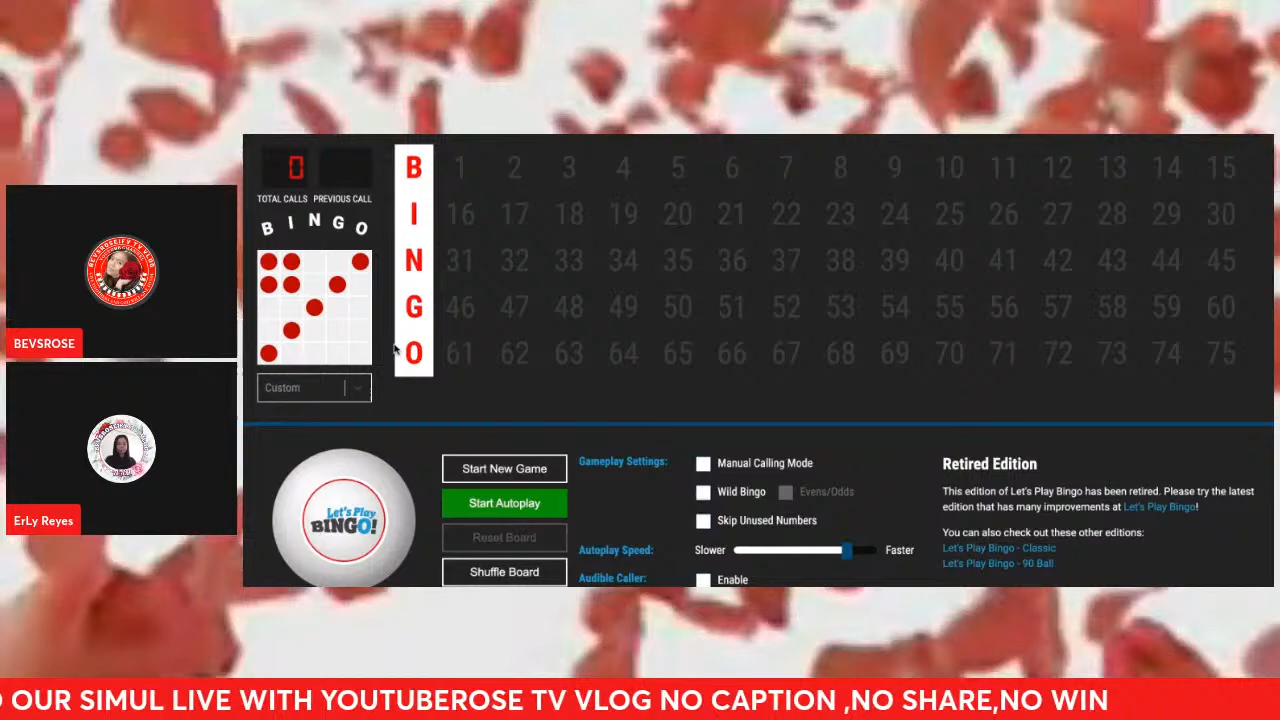 0
TOTAL CALLS PREVIOUS CALL
B I N G O
Custom
B 1 2 3 4 5 6 7 8 9 10 11 12 13 14 15
I 16 17 18 19 20 21 22 23 24 25 26 27 28 29 30
N 31 32 33 34 35 36 37 38 39 40 41 42 43 44 45
G 46 47 48 49 50 51 52 53 54 55 56 57 58 59 60
O 61 62 63 64 65 66 67 68 69 70 71 72 73 74 75
BEVSROSE
ErLy Reyes
Let's Play
BINGO!
Start New Game
Start Autoplay
Reset Board
Shuffle Board
Gameplay Settings:
Manual Calling Mode
Wild Bingo Evens/Odds
Skip Unused Numbers
Autoplay Speed: Slower Faster
Audible Caller: Enable
Retired Edition
This edition of Let's Play Bingo has been retired. Please try the latest
edition that has many improvements at Let's Play Bingo!
You can also check out these other editions:
Let's Play Bingo - Classic
Let's Play Bingo - 90 Ball
OUR SIMUL LIVE WITH YOUTUBEROSE TV VLOG NO CAPTION ,NO SHARE,NO WIN